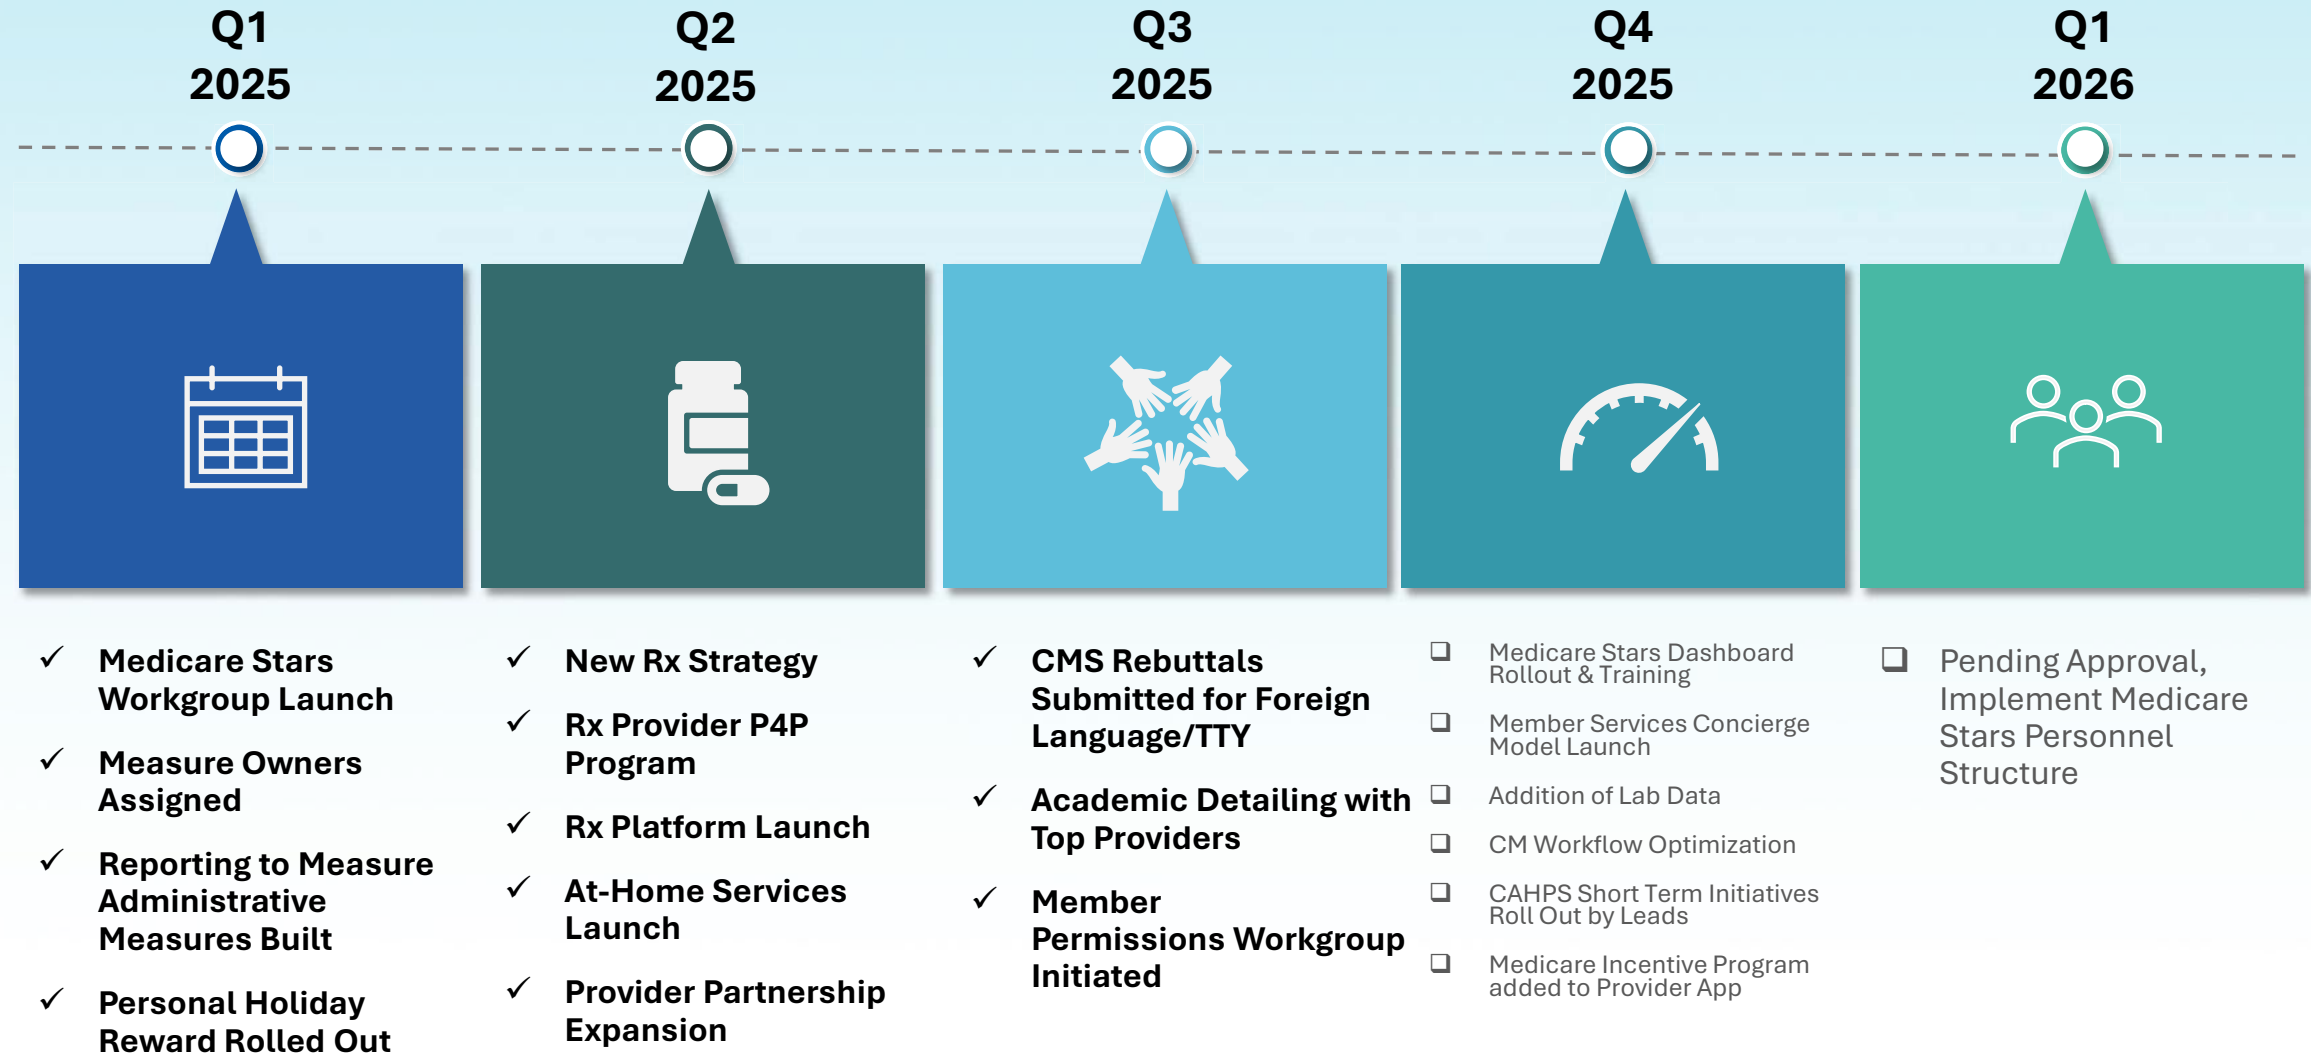 Q1
2025
Q2
2025
Q3
2025
Q4
2025
Q1
2026
✓ Medicare Stars
Workgroup Launch
✓ Measure Owners
Assigned
✓ Reporting to Measure
Administrative
Measures Built
✓ Personal Holiday
Reward Rolled Out
✓ New Rx Strategy
✓ Rx Provider P4P
Program
✓ Rx Platform Launch
✓ At-Home Services
Launch
✓ Provider Partnership
Expansion
✓ CMS Rebuttals
Submitted for Foreign
Language/TTY
✓ Academic Detailing with
Top Providers
✓ Member
Permissions Workgroup
Initiated
❑ Medicare Stars Dashboard
Rollout & Training
❑ Member Services Concierge
Model Launch
❑ Addition of Lab Data
❑ CM Workflow Optimization
❑ CAHPS Short Term Initiatives
Roll Out by Leads
❑ Medicare Incentive Program
added to Provider App
❑ Pending Approval,
Implement Medicare
Stars Personnel
Structure